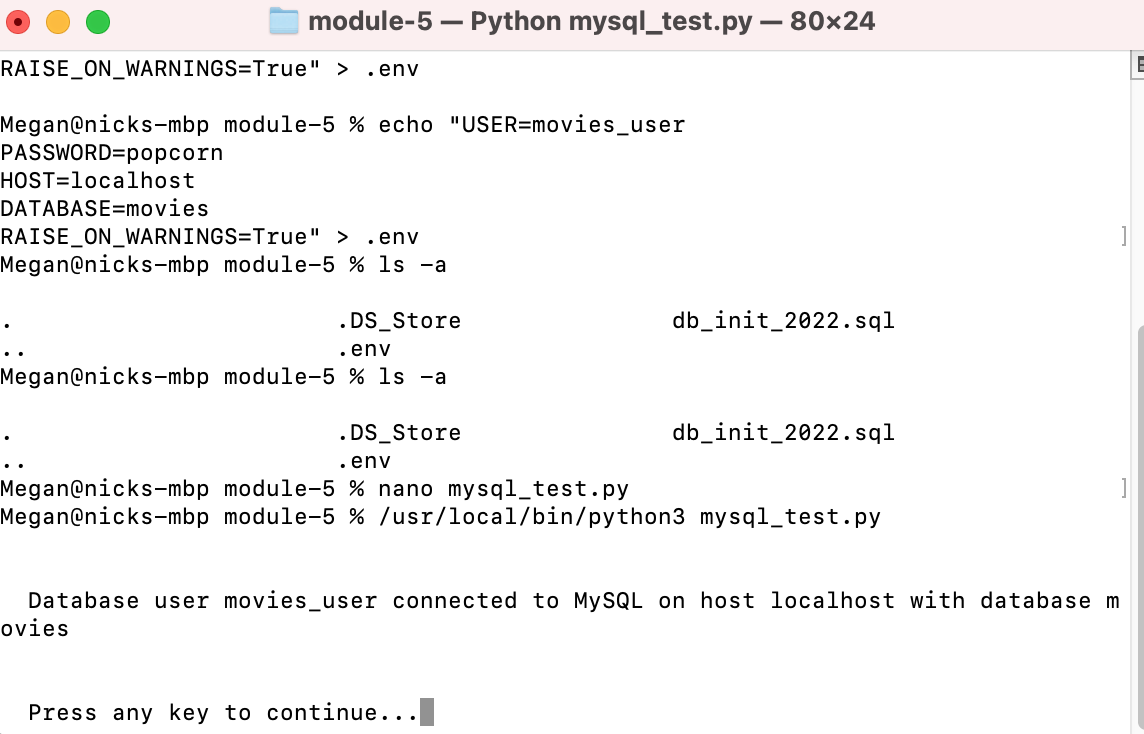 module-5 — Python mysql_test.py — 80×24
RAISE_ON_WARNINGS=True" > .env
Megan@nicks-mbp module-5 % echo "USER=movies_user
PASSWORD=popcorn
HOST=localhost
DATABASE=movies
RAISE_ON_WARNINGS=True" > .env ]
Megan@nicks-mbp module-5 % ls -a
. .DS_Store db_init_2022.sql
.. .env
Megan@nicks-mbp module-5 % ls -a
. .DS_Store db_init_2022.sql
.. .env
Megan@nicks-mbp module-5 % nano mysql_test.py ]
Megan@nicks-mbp module-5 % /usr/local/bin/python3 mysql_test.py
Database user movies_user connected to MySQL on host localhost with database m
ovies
Press any key to continue...